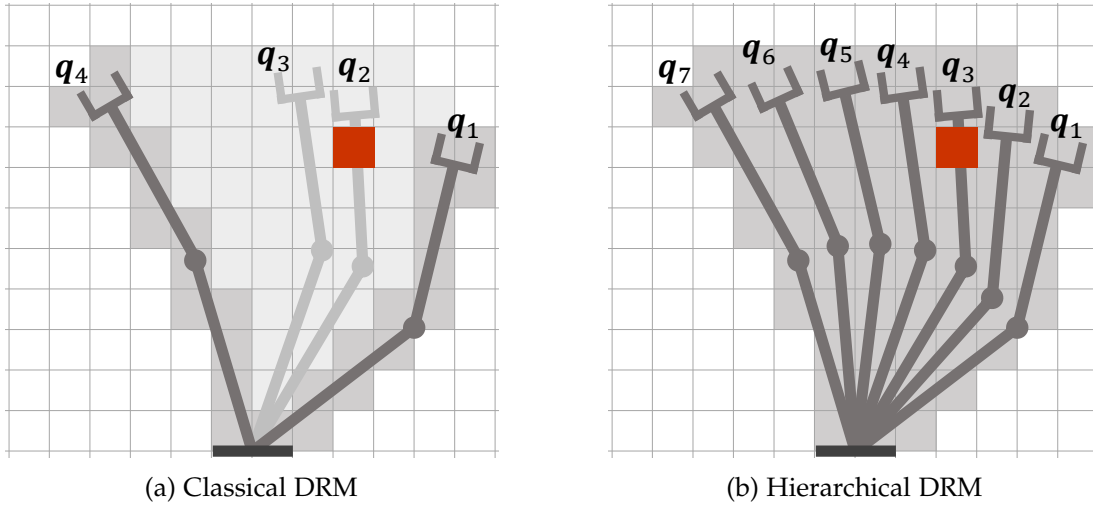 q4 q3 q2 q1
q7 q6 q5 q4 q3 q2 q1
(a) Classical DRM
(b) Hierarchical DRM